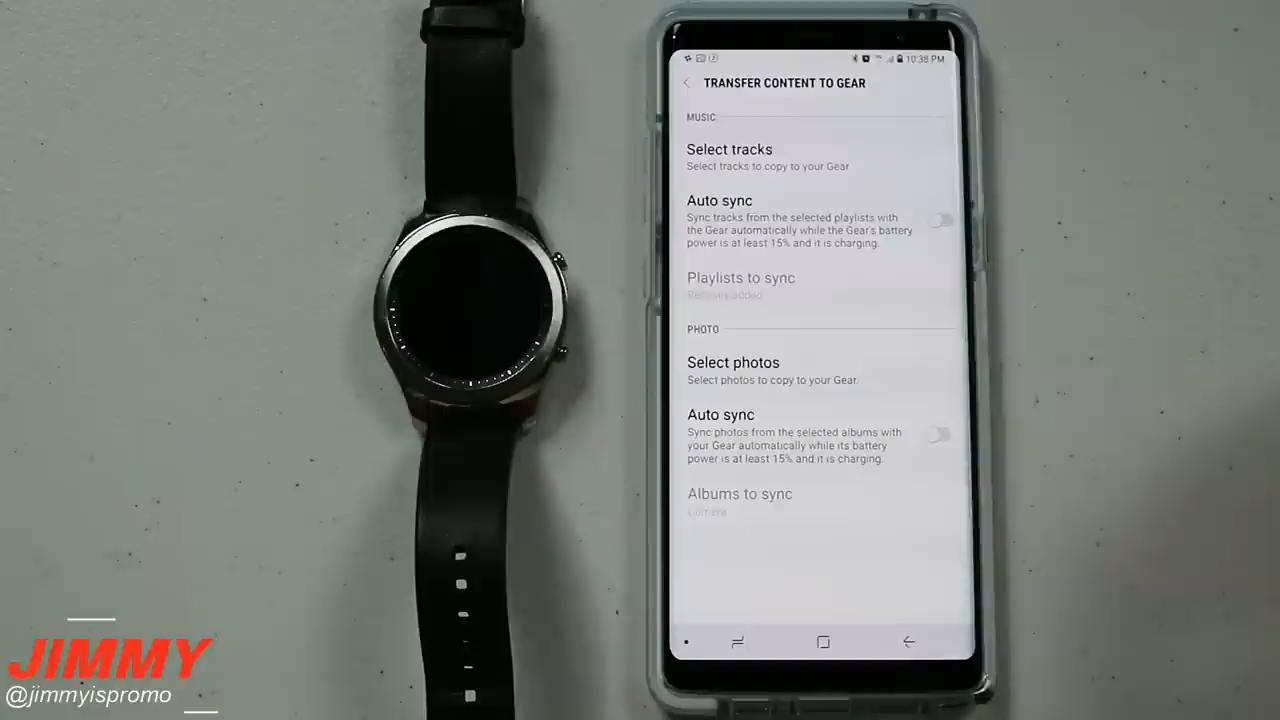 10:38 PM
TRANSFER CONTENT TO GEAR
MUSIC
Select tracks
Select tracks to copy to your Gear.
Auto sync
Sync tracks from the selected playlists with
the Gear automatically while the Gear's battery
power is at least 15% and it is charging.
Playlists to sync
Recently added
PHOTO
Select photos
Select photos to copy to your Gear.
Auto sync
Sync photos from the selected albums with
your Gear automatically while its battery
power is at least 15% and it is charging.
Albums to sync
Camera
JIMMY
@jimmyispromo